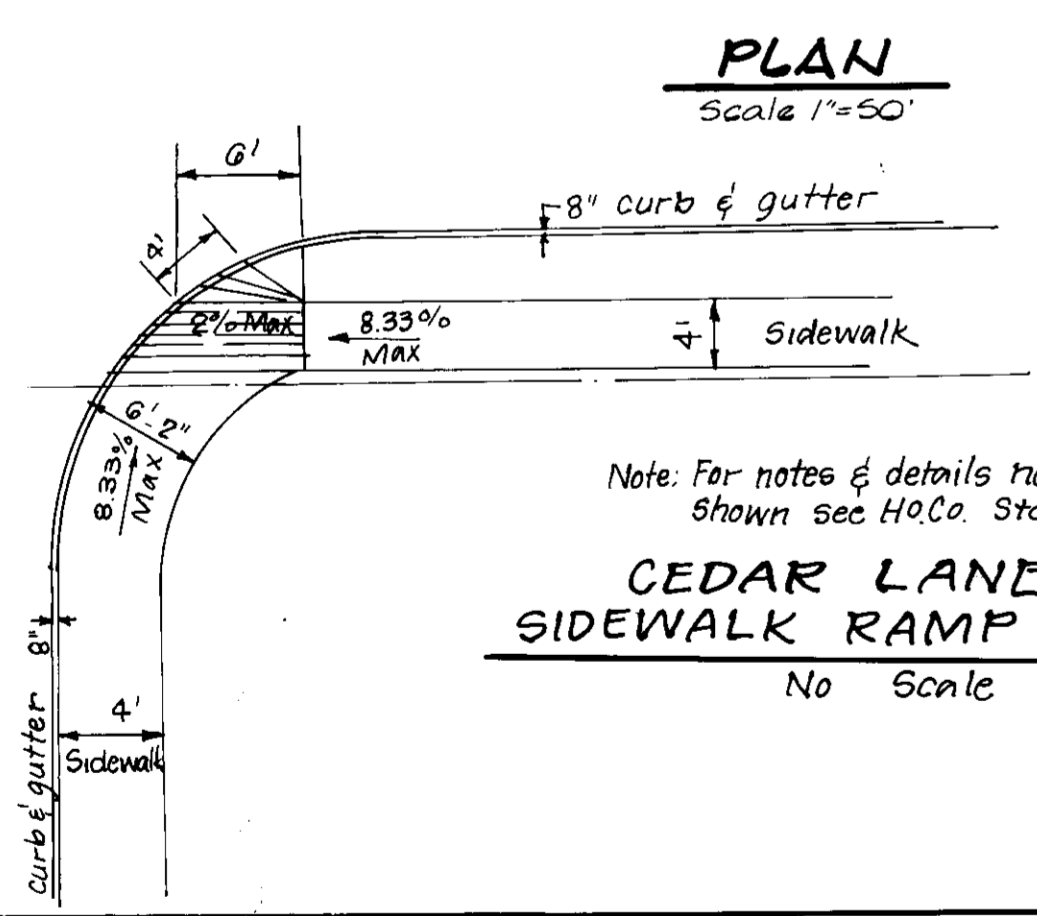 PLAN
Scale 1"=50'
6'
8" curb & gutter
4'
2% Max
8.33%
Max
4'
Sidewalk
6'-2"
8.33%
Max
Note: For notes & details
shown see HO.CO.
CEDAR LANE
SIDEWALK RAMP
No Scale
8"
4'
Sidewalk
curb & gutter